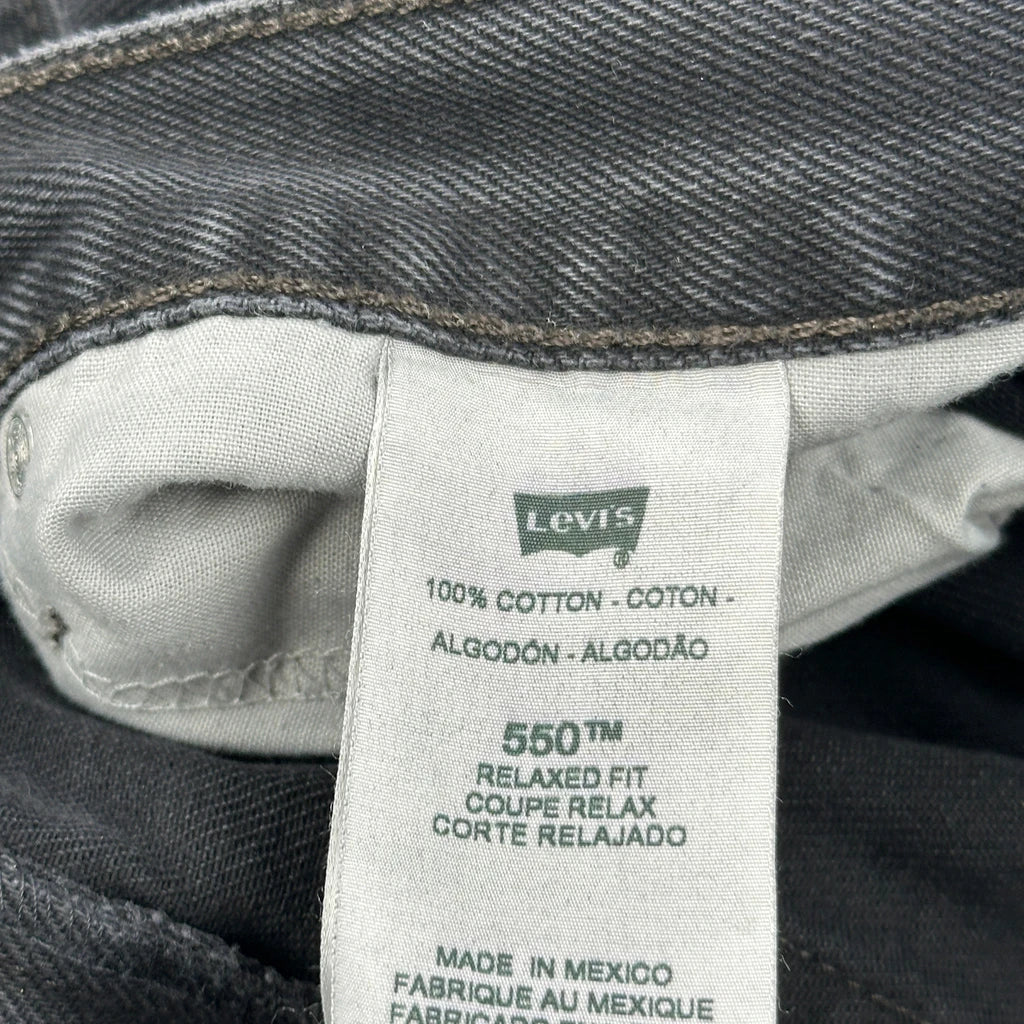 Levi's
®
100% COTTON - COTON -
ALGODÓN - ALGODÃO
550™
RELAXED FIT
COUPE RELAX
CORTE RELAJADO
MADE IN MEXICO
FABRIQUE AU MEXIQUE
FABRICADO